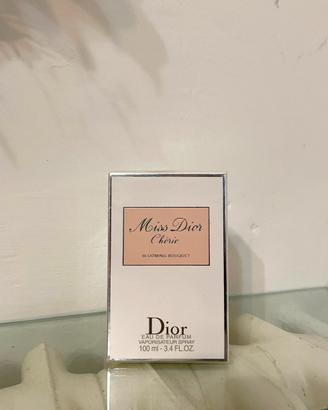 Miss Dior
Chérie
BLOOMING BOUQUET
Dior
EAU DE PARFUM
VAPORISATEUR SPRAY
100 ml - 3.4 FL.OZ.